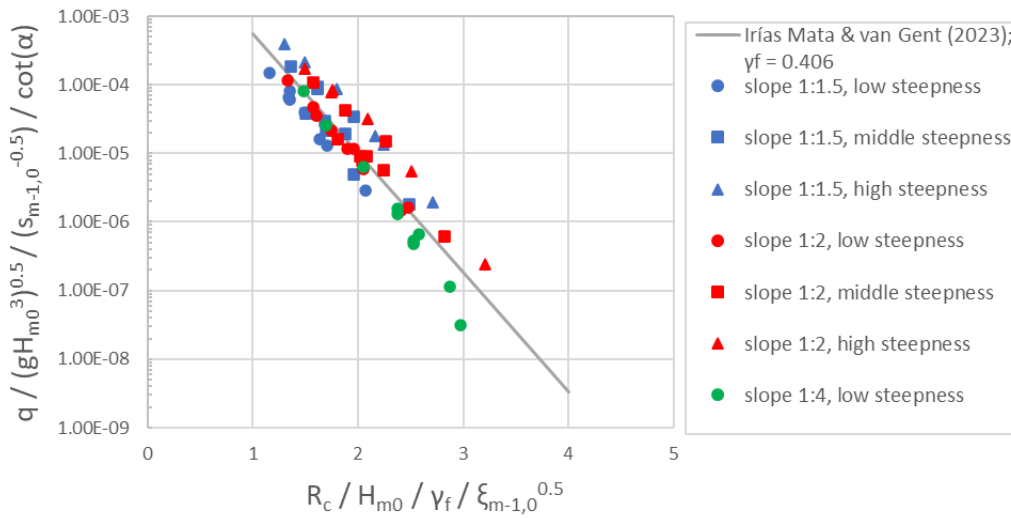 q / (gHm0³)⁰·⁵ / (sm-1,0⁻⁰·⁵) / cot(α)
1.00E-03
1.00E-04
1.00E-05
1.00E-06
1.00E-07
1.00E-08
1.00E-09
0 1 2 3 4 5
Rc / Hm0 / γf / ξm-1,0⁰·⁵
Irías Mata & van Gent (2023);
γf = 0.406
slope 1:1.5, low steepness
slope 1:1.5, middle steepness
slope 1:1.5, high steepness
slope 1:2, low steepness
slope 1:2, middle steepness
slope 1:2, high steepness
slope 1:4, low steepness